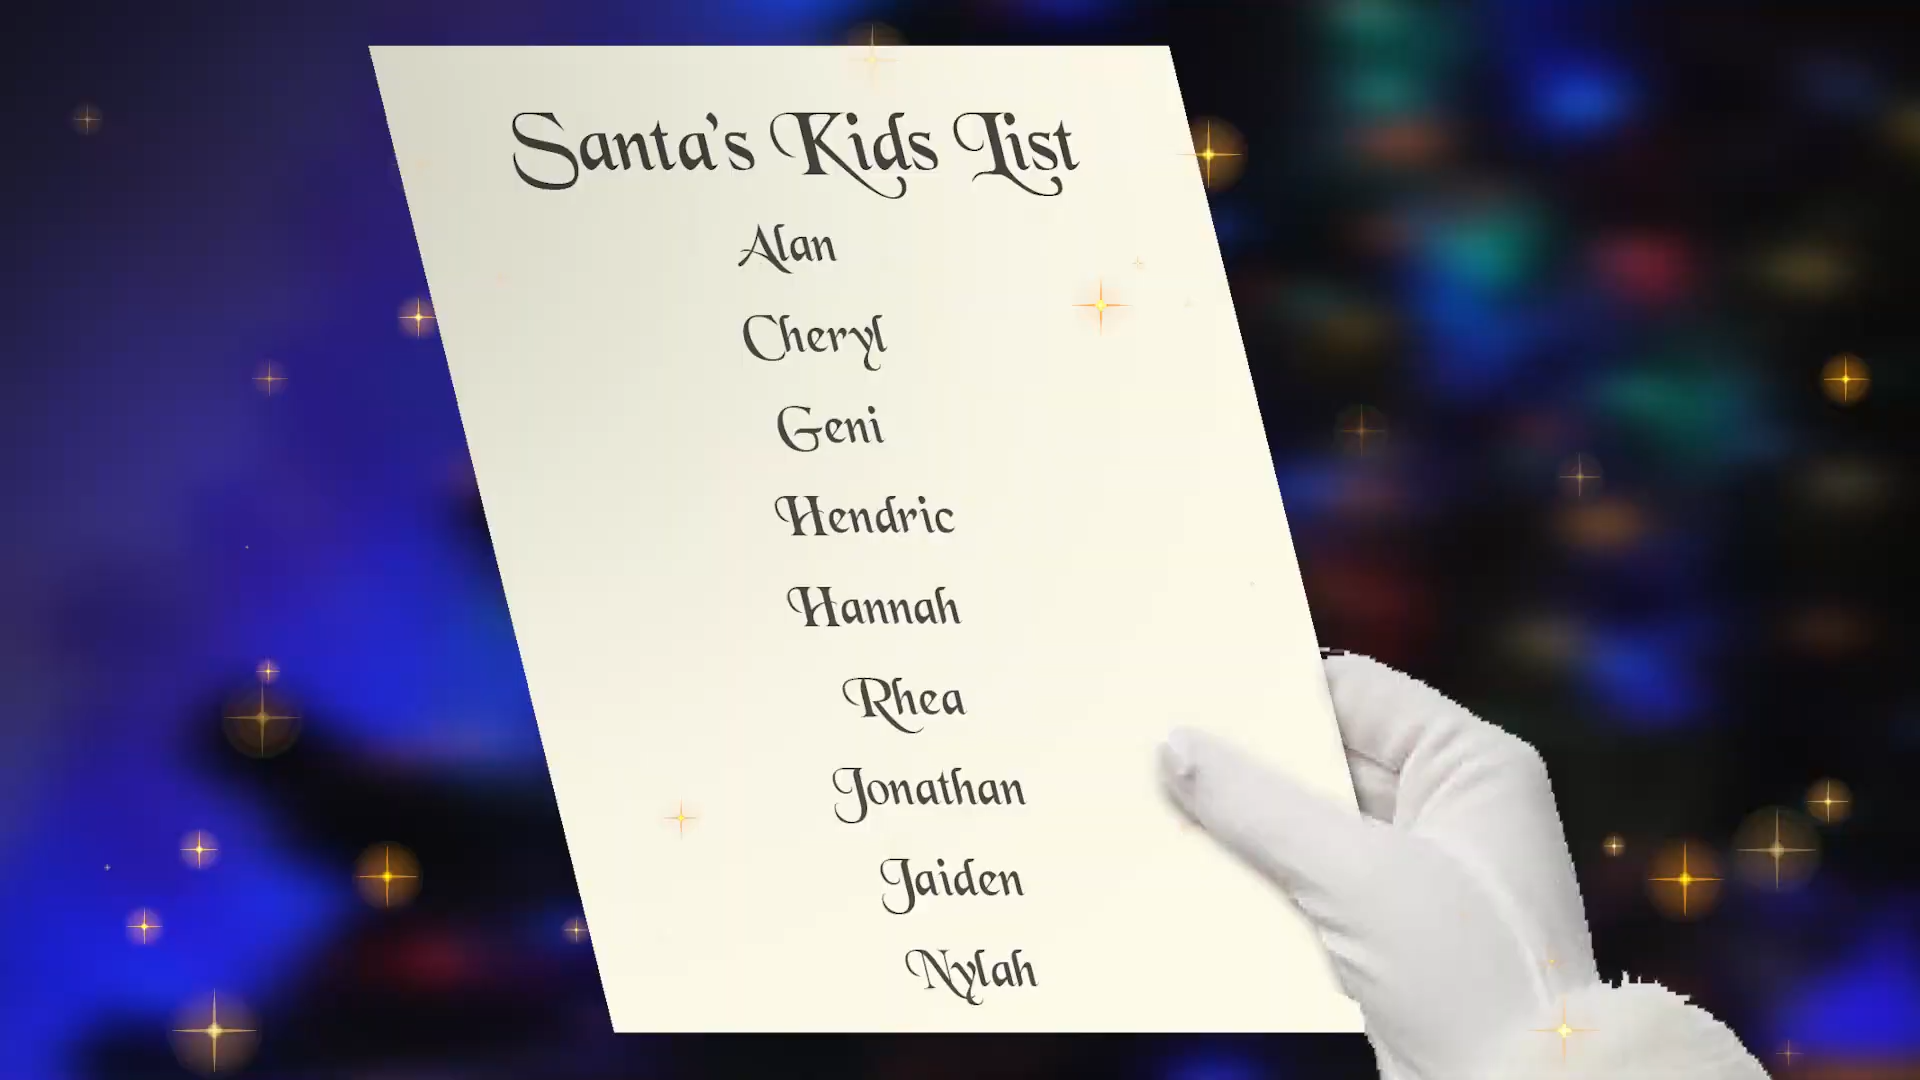 Santa's Kids List
Alan
Cheryl
Geni
Hendric
Hannah
Rhea
Jonathan
Jaiden
Nylah